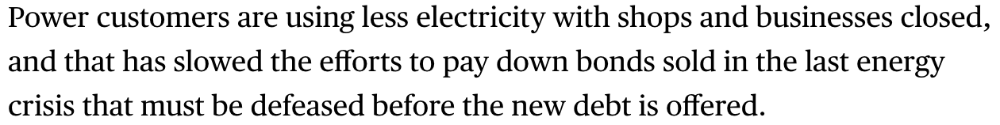 Power customers are using less electricity with shops and businesses closed,
and that has slowed the efforts to pay down bonds sold in the last energy
crisis that must be defeased before the new debt is offered.